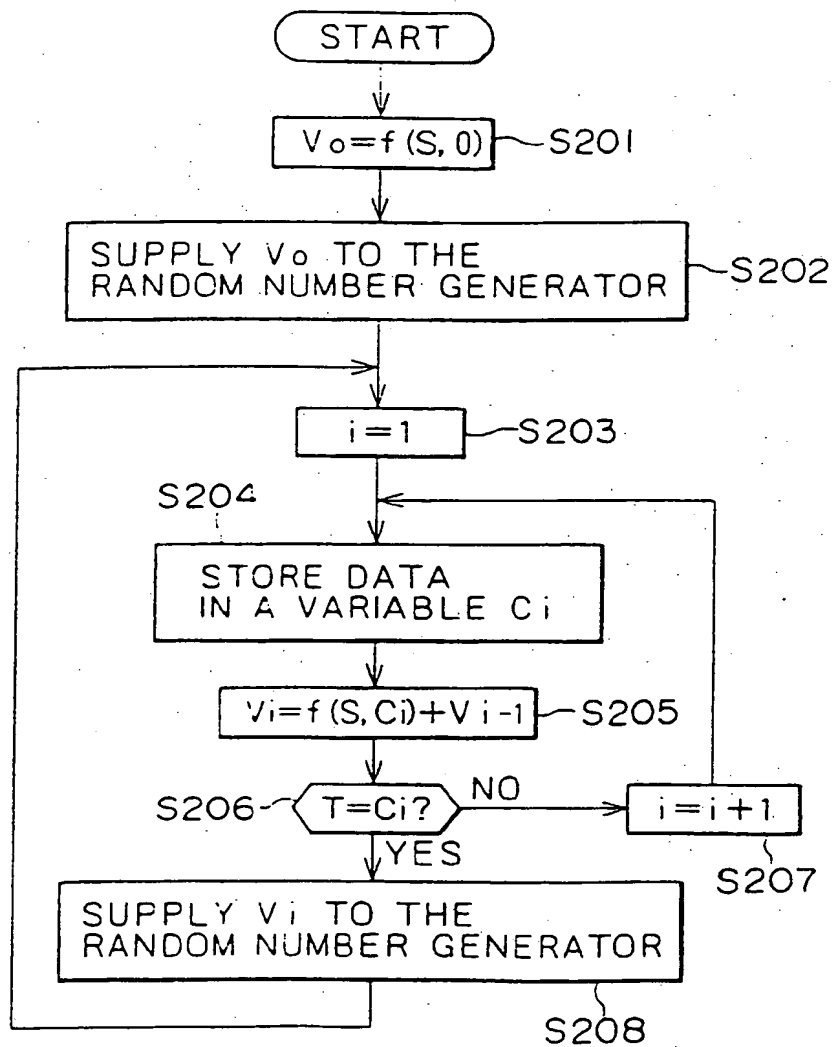 START
Vo=f(S,0)
S201
SUPPLY Vo TO THE
RANDOM NUMBER GENERATOR
S202
i=1
S203
S204
STORE DATA
IN A VARIABLE Ci
Vi=f(S,Ci)+Vi-1
S205
S206
T=Ci?
NO
i=i+1
S207
YES
SUPPLY Vi TO THE
RANDOM NUMBER GENERATOR
S208